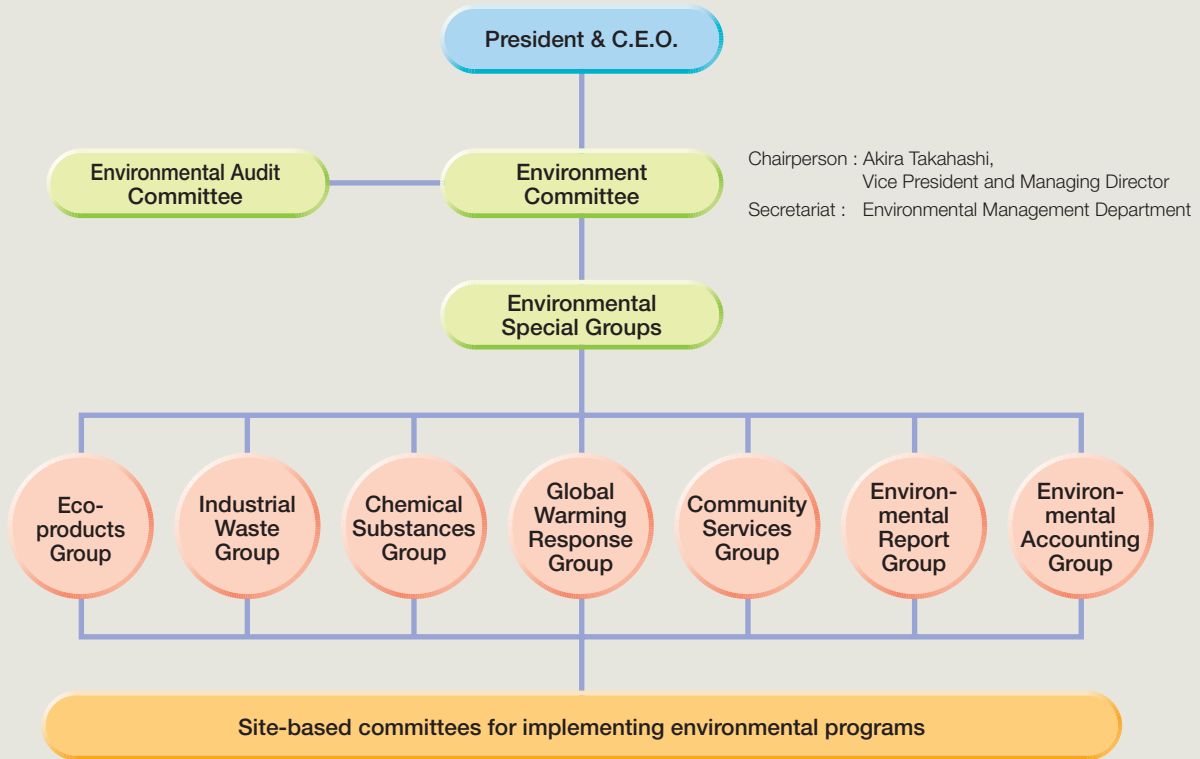 President & C.E.O.
Environmental Audit
Committee
Environment
Committee
Chairperson : Akira Takahashi,
Vice President and Managing Director
Secretariat : Environmental Management Department
Environmental
Special Groups
Eco-
products
Group
Industrial
Waste
Group
Chemical
Substances
Group
Global
Warming
Response
Group
Community
Services
Group
Environ-
mental
Report
Group
Environ-
mental
Accounting
Group
Site-based committees for implementing environmental programs